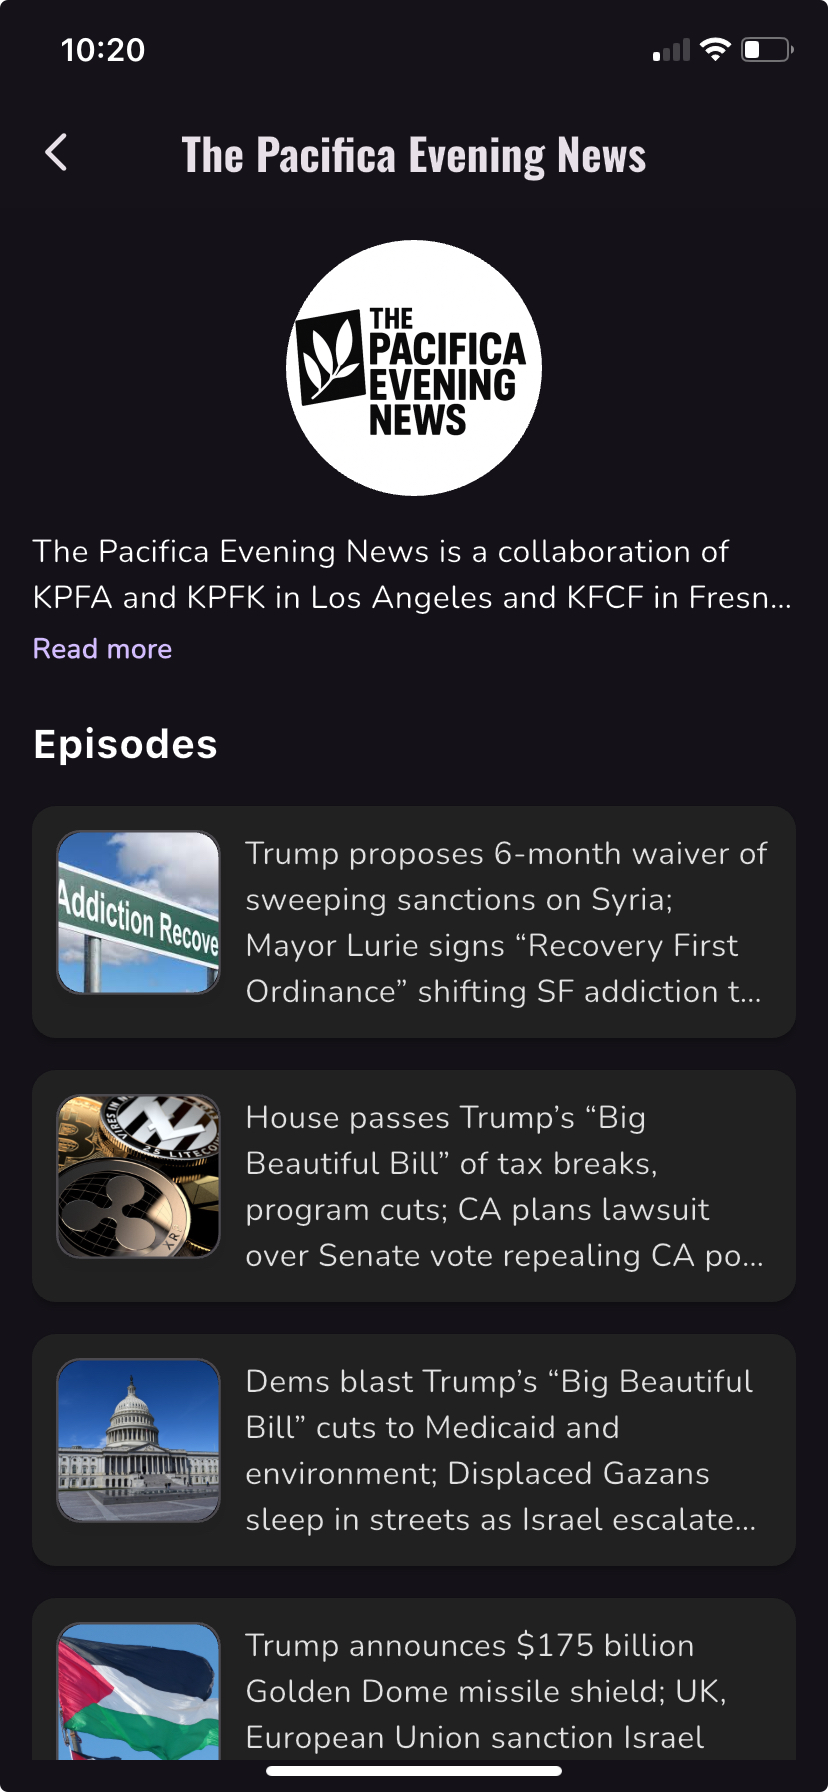 10:20
The Pacifica Evening News
THE
PACIFICA
EVENING
NEWS
The Pacifica Evening News is a collaboration of
KPFA and KPFK in Los Angeles and KFCF in Fresn...
Read more
Episodes
Addiction Recove
Trump proposes 6-month waiver of
sweeping sanctions on Syria;
Mayor Lurie signs “Recovery First
Ordinance” shifting SF addiction t...
VIRES IN N
25 LITECOI
XRP
House passes Trump’s “Big
Beautiful Bill” of tax breaks,
program cuts; CA plans lawsuit
over Senate vote repealing CA po...
Dems blast Trump’s “Big Beautiful
Bill” cuts to Medicaid and
environment; Displaced Gazans
sleep in streets as Israel escalate...
Trump announces $175 billion
Golden Dome missile shield; UK,
European Union sanction Israel